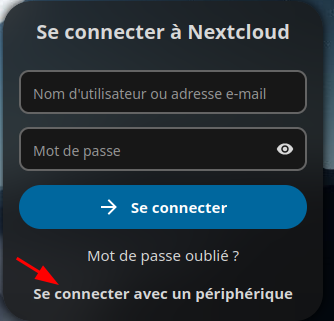 Se connecter à Nextcloud
Nom d'utilisateur ou adresse e-mail
Mot de passe
Se connecter
Mot de passe oublié ?
Se connecter avec un périphérique